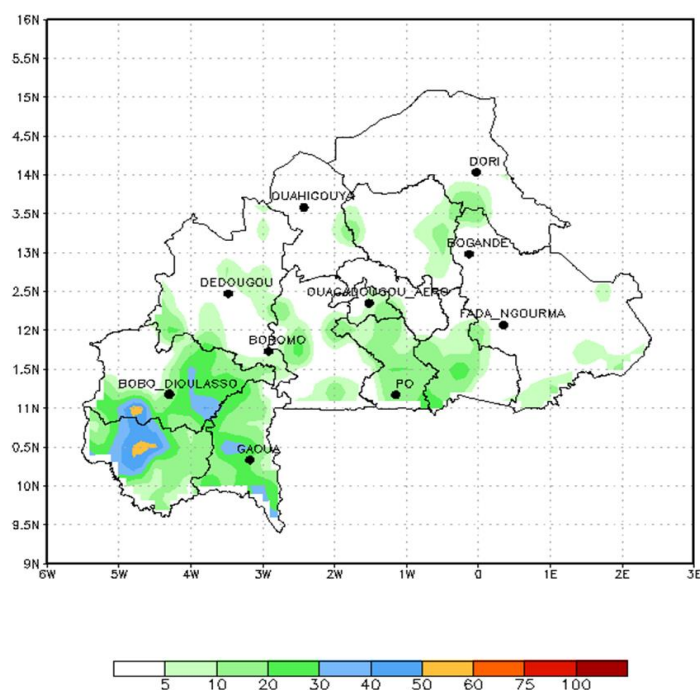 16N
5.5N
15N
4.5N
14N
3.5N
13N
2.5N
12N
1.5N
11N
0.5N
10N
9.5N
9N
6W 5W 4W 3W 2W 1W 0 1E 2E 3E
DORI
OUAHIGOUYA
BOGANDE
DEDOUGOU
OUAGADOUGOU_AERO
FADA_NGOURMA
BOROMO
BOBO_DIOULASSO
PO
GAOUA
5 10 20 30 40 50 60 75 100